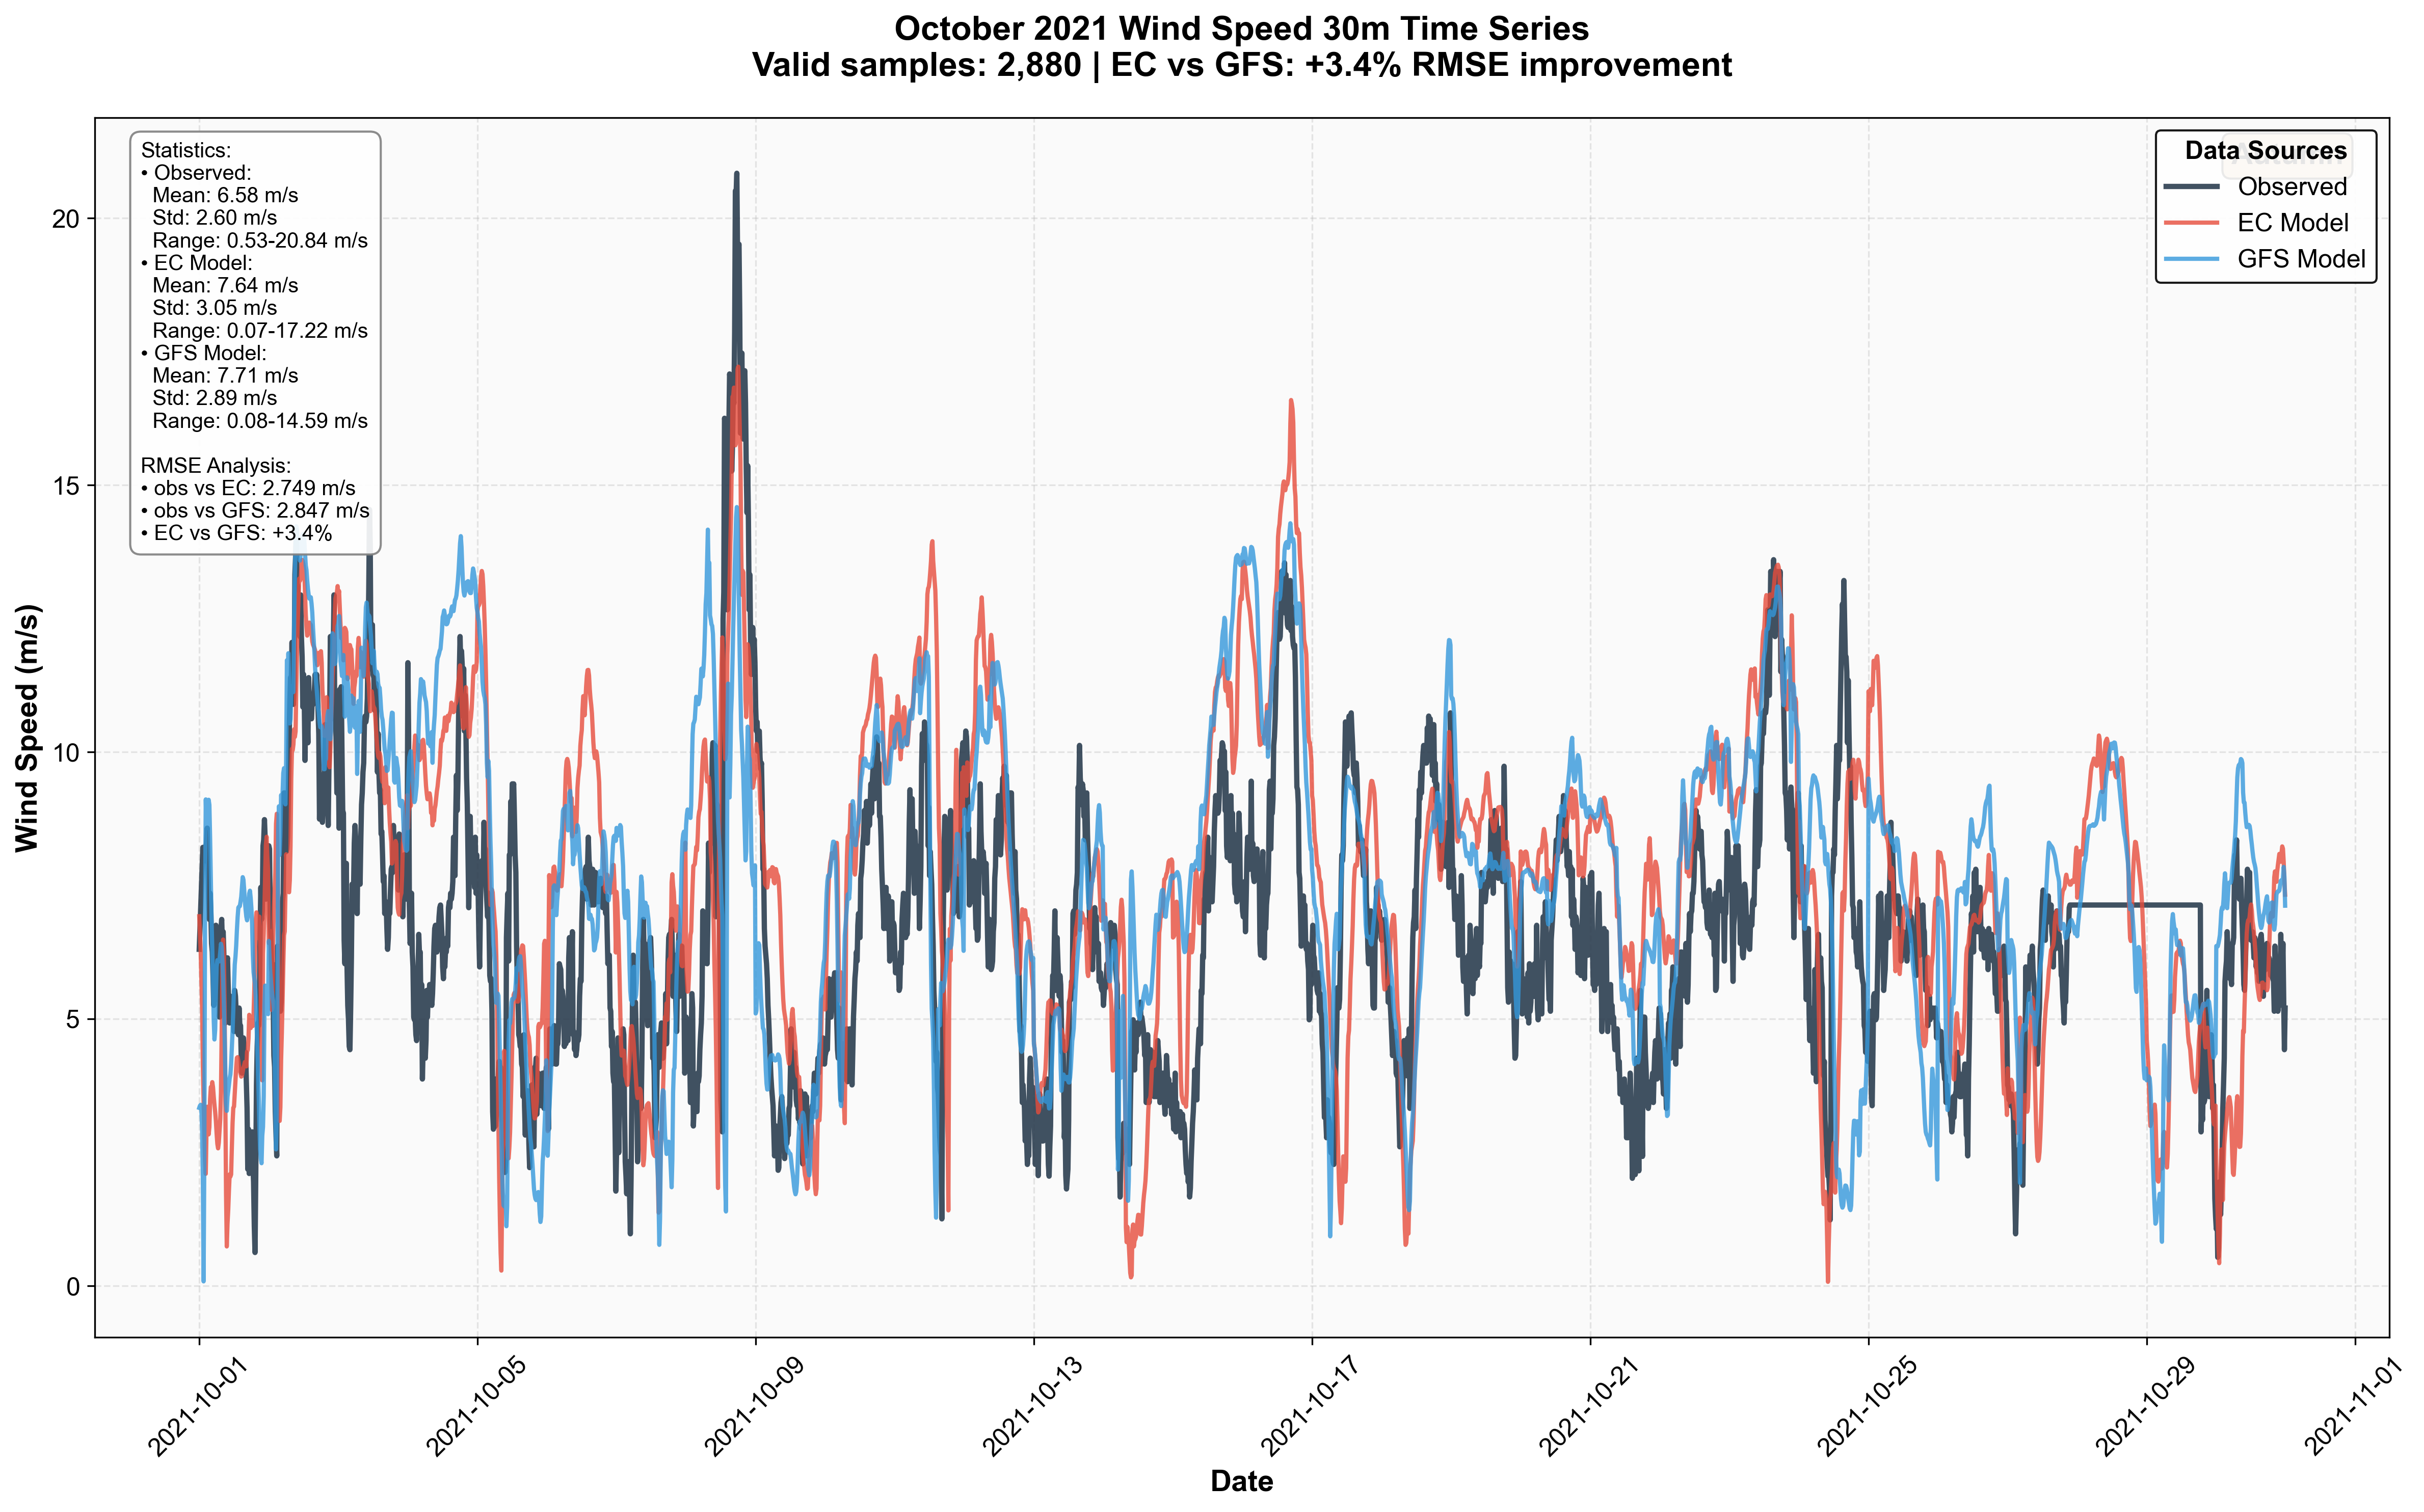 October 2021 Wind Speed 30m Time Series
Valid samples: 2,880 | EC vs GFS: +3.4% RMSE improvement
Statistics:
• Observed:
Mean: 6.58 m/s
Std: 2.60 m/s
Range: 0.53-20.84 m/s
• EC Model:
Mean: 7.64 m/s
Std: 3.05 m/s
Range: 0.07-17.22 m/s
• GFS Model:
Mean: 7.71 m/s
Std: 2.89 m/s
Range: 0.08-14.59 m/s
RMSE Analysis:
• obs vs EC: 2.749 m/s
• obs vs GFS: 2.847 m/s
• EC vs GFS: +3.4%
Data Sources
Observed
EC Model
GFS Model
Wind Speed (m/s)
20
15
10
5
0
2021-10-01
2021-10-05
2021-10-09
2021-10-13
2021-10-17
2021-10-21
2021-10-25
2021-10-29
2021-11-01
Date